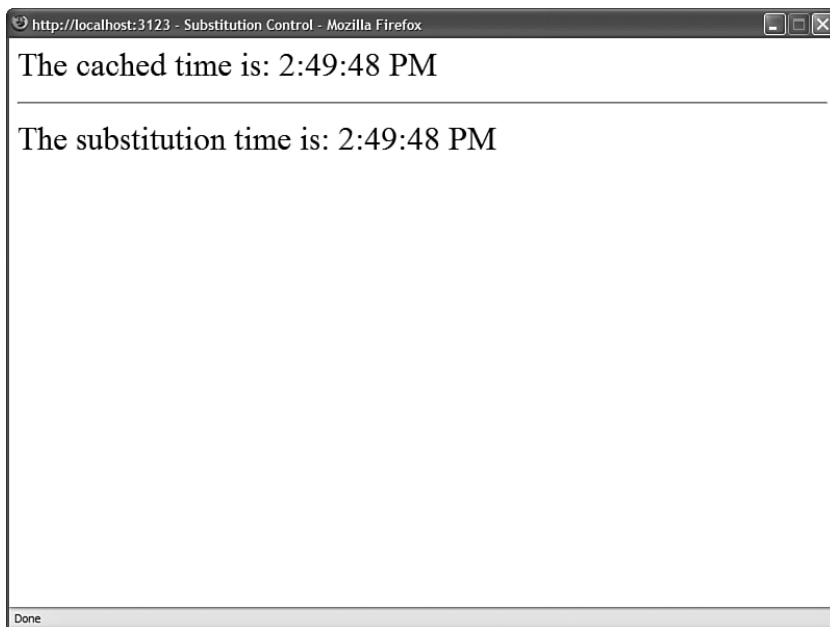 http://localhost:3123 - Substitution Control - Mozilla Firefox
The cached time is: 2:49:48 PM
The substitution time is: 2:49:48 PM
Done